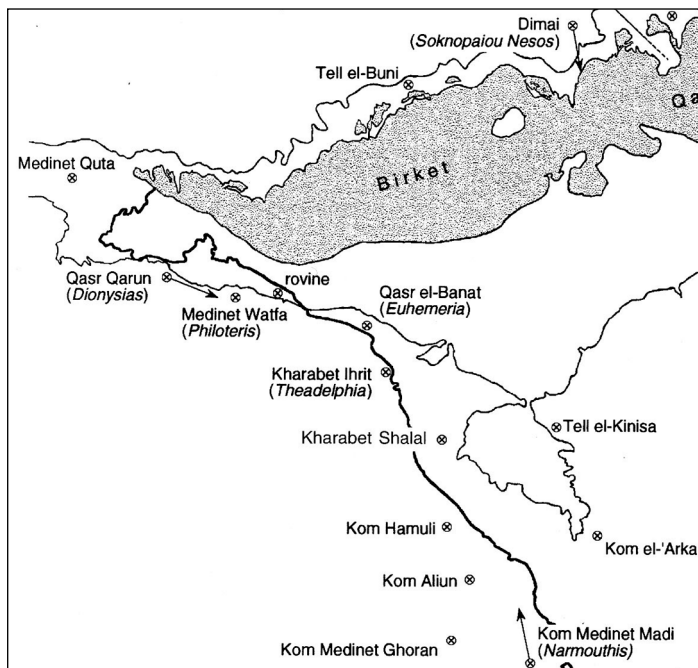 Dimai
(Soknopaiou Nesos)
Tell el-Buni
Qa
Birket
Medinet Quta
Qasr Qarun
(Dionysias)
rovine
Medinet Watfa
(Philoteris)
Qasr el-Banat
(Euhemeria)
Kharabet Ihrit
(Theadelphia)
Kharabet Shalal
Tell el-Kinisa
Kom Hamuli
Kom el-'Arka
Kom Aliun
Kom Medinet Ghoran
Kom Medinet Madi
(Narmouthis)